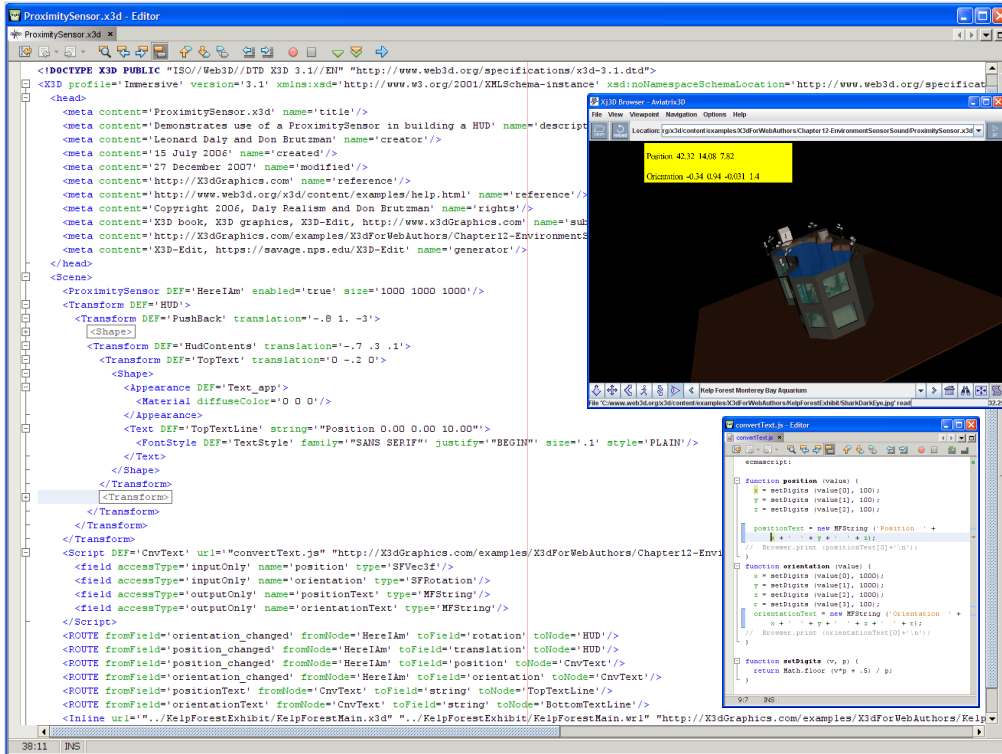 ProximitySensor.x3d - Editor
ProximitySensor.x3d
<!DOCTYPE X3D PUBLIC "ISO//Web3D//DTD X3D 3.1//EN" "http://www.web3d.org/specifications/x3d-3.1.dtd">
<X3D profile='Immersive' version='3.1' xmlns:xsd='http://www.w3.org/2001/XMLSchema-instance' xsd:noNamespaceSchemaLocation='http://www.web3d.org/specificat
<head>
<meta content='ProximitySensor.x3d' name='title'/>
<meta content='Demonstrates use of a ProximitySensor in building a HUD' name='descript
<meta content='Leonard Daly and Don Brutzman' name='creator'/>
<meta content='15 July 2006' name='created'/>
<meta content='27 December 2007' name='modified'/>
<meta content='http://X3dGraphics.com' name='reference'/>
<meta content='http://www.web3d.org/x3d/content/examples/help.html' name='reference'/>
<meta content='Copyright 2006, Daly Realism and Don Brutzman' name='rights'/>
<meta content='X3D book, X3D graphics, X3D-Edit, http://www.x3dGraphics.com' name='sub
<meta content='http://X3dGraphics.com/examples/X3dForWebAuthors/Chapter12-EnvironmentS
<meta content='X3D-Edit, https://savage.nps.edu/X3D-Edit' name='generator'/>
</head>
<Scene>
<ProximitySensor DEF='HereIAm' enabled='true' size='1000 1000 1000'/>
<Transform DEF='HUD'>
<Transform DEF='PushBack' translation='-.8 1. -3'>
<Shape>
<Transform DEF='HudContents' translation='-.7 .3 .1'>
<Transform DEF='TopText' translation='0 -.2 0'>
<Shape>
<Appearance DEF='Text_app'>
<Material diffuseColor='0 0 0'/>
</Appearance>
<Text DEF='TopTextLine' string='"Position 0.00 0.00 10.00"'>
<FontStyle DEF='TextStyle' family='"SANS SERIF"' justify='"BEGIN"' size='.1' style='PLAIN'/>
</Text>
</Shape>
</Transform>
<Transform>
</Transform>
</Transform>
</Transform>
<Script DEF='CnvText' url='"convertText.js" "http://X3dGraphics.com/examples/X3dForWebAuthors/Chapter12-Envi
<field accessType='inputOnly' name='position' type='SFVec3f'/>
<field accessType='inputOnly' name='orientation' type='SFRotation'/>
<field accessType='outputOnly' name='positionText' type='MFString'/>
<field accessType='outputOnly' name='orientationText' type='MFString'/>
</Script>
<ROUTE fromField='orientation_changed' fromNode='HereIAm' toField='rotation' toNode='HUD'/>
<ROUTE fromField='position_changed' fromNode='HereIAm' toField='translation' toNode='HUD'/>
<ROUTE fromField='position_changed' fromNode='HereIAm' toField='position' toNode='CnvText'/>
<ROUTE fromField='orientation_changed' fromNode='HereIAm' toField='orientation' toNode='CnvText'/>
<ROUTE fromField='positionText' fromNode='CnvText' toField='string' toNode='TopTextLine'/>
<ROUTE fromField='orientationText' fromNode='CnvText' toField='string' toNode='BottomTextLine'/>
<Inline url='"../KelpForestExhibit/KelpForestMain.x3d" "../KelpForestExhibit/KelpForestMain.wrl" "http://X3dGraphics.com/examples/X3dForWebAuthors/Kelp
38:11 INS
Xj3D Browser - Aviatrix3D
File View Viewpoint Navigation Options Help
Location: rg/x3d/content/examples/X3dForWebAuthors/Chapter 12-EnvironmentSensorSound/ProximitySensor.x3d
Position 42.32 14.08 7.82
Orientation -0.34 0.94 -0.031 1.4
Kelp Forest Monterey Bay Aquarium
File 'C:/www.web3d.org/x3d/content/examples/X3dForWebAuthors/KelpForestExhibit/SharkDarkEye.jpg' read
convertText.js - Editor
convertText.js
ecmascript:
function position (value) {
x = setDigits (value[0], 100);
y = setDigits (value[1], 100);
z = setDigits (value[2], 100);
positionText = new MFString ('Position ' +
x + ' ' + y + ' ' + z);
// Browser.print (positionText[0]+'\n');
}
function orientation (value) {
x = setDigits (value[0], 1000);
y = setDigits (value[1], 1000);
z = setDigits (value[2], 1000);
r = setDigits (value[3], 100);
orientationText = new MFString ('Orientation ' +
x + ' ' + y + ' ' + z + ' ' + r);
// Browser.print (orientationText[0]+'\n');
}
function setDigits (v, p) {
return Math.floor (v*p + .5) / p;
}
9:7 INS